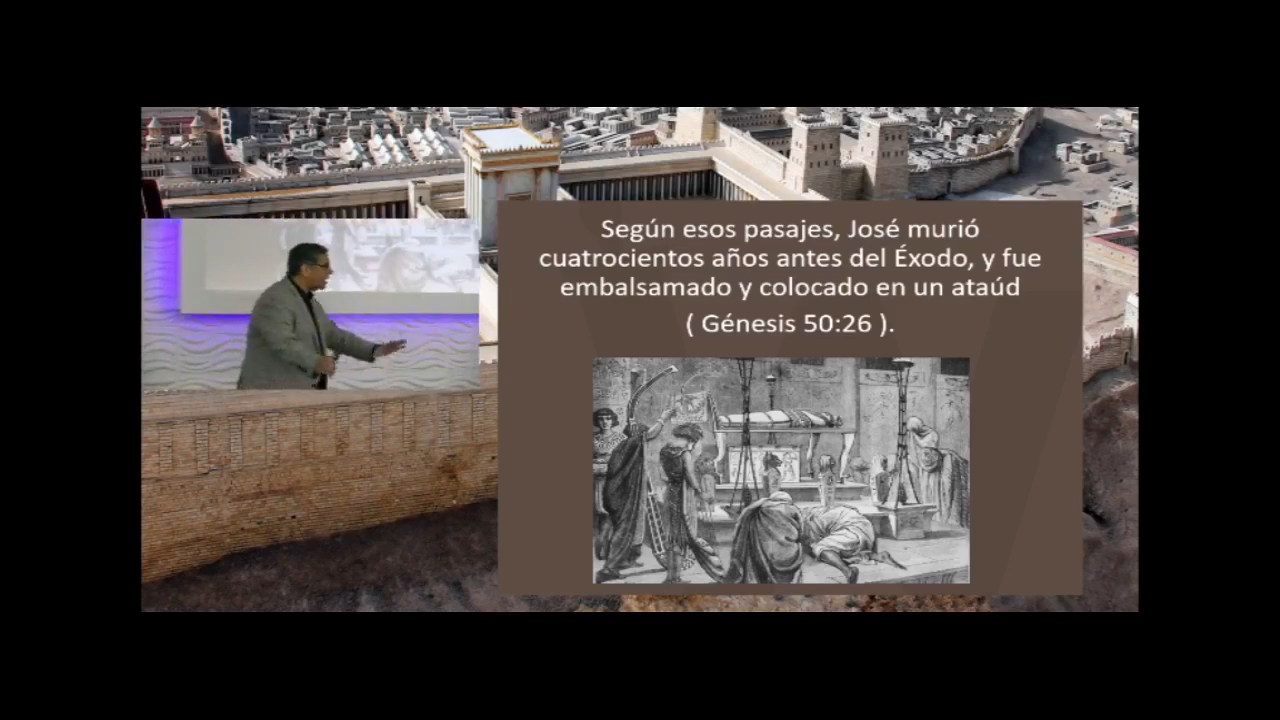 Según esos pasajes, José murió
cuatrocientos años antes del Éxodo, y fue
embalsamado y colocado en un ataúd
( Génesis 50:26 ).